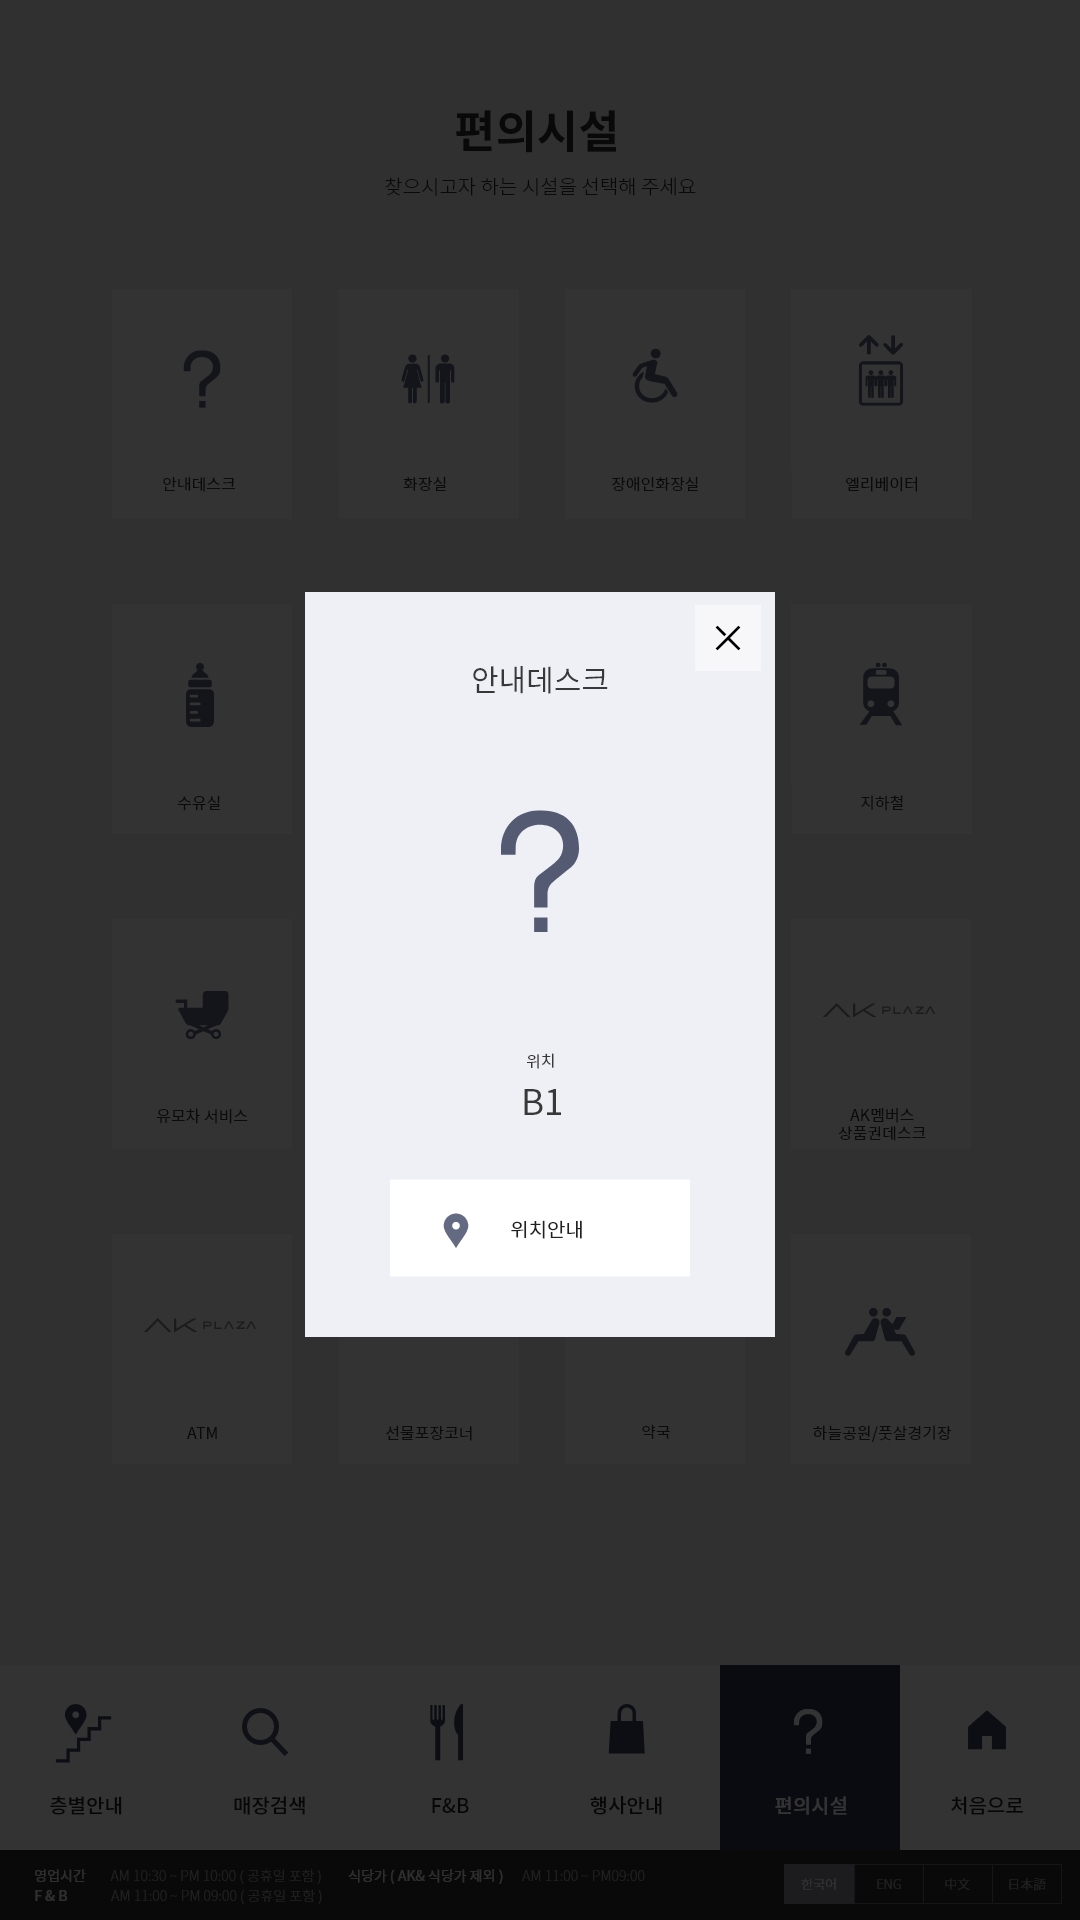 편의시설
찾으시고자 하는 시설을 선택해 주세요
안내데스크
화장실
장애인화장실
엘리베이터
안내데스크
위치
B1
위치안내
수유실
지하철
유모차 서비스
AK PLAZA
AK멤버스
상품권데스크
AK PLAZA
ATM
선물포장코너
약국
하늘공원/풋살경기장
층별안내
매장검색
F&B
행사안내
편의시설
처음으로
영업시간 AM 10:30 ~ PM 10:00 ( 공휴일 포함 ) 식당가 ( AK& 식당가 제외 ) AM 11:00 ~ PM09:00
F & B AM 11:00 ~ PM 09:00 ( 공휴일 포함 )
한국어 ENG 中文 日本語